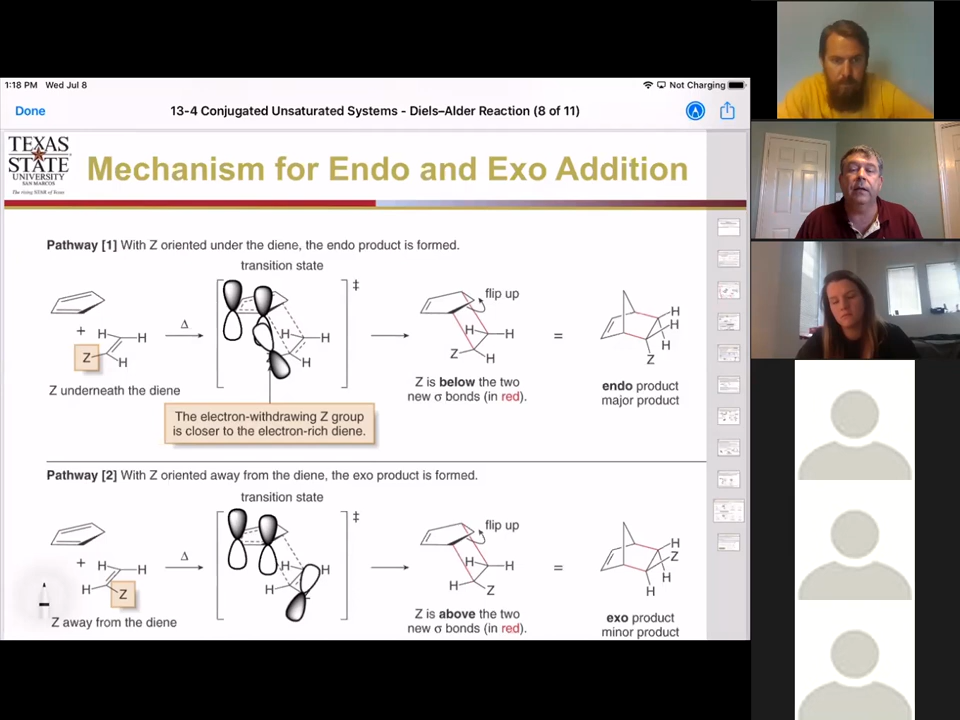 1:18 PM Wed Jul 8
Not Charging
Done
13-4 Conjugated Unsaturated Systems - Diels–Alder Reaction (8 of 11)
TEXAS
STATE
UNIVERSITY
SAN MARCOS
The rising STAR of Texas
Mechanism for Endo and Exo Addition
Pathway [1] With Z oriented under the diene, the endo product is formed.
transition state
‡
flip up
+
H
H
Z
H
Δ
H
H
H
H
H
Z
H
=
H
H
H
Z
Z underneath the diene
Z is below the two
new σ bonds (in red).
endo product
major product
The electron-withdrawing Z group
is closer to the electron-rich diene.
Pathway [2] With Z oriented away from the diene, the exo product is formed.
transition state
‡
flip up
+
H
H
H
Z
Δ
H
H
H
H
H
H
Z
=
H
Z
H
H
Z away from the diene
Z is above the two
new σ bonds (in red).
exo product
minor product